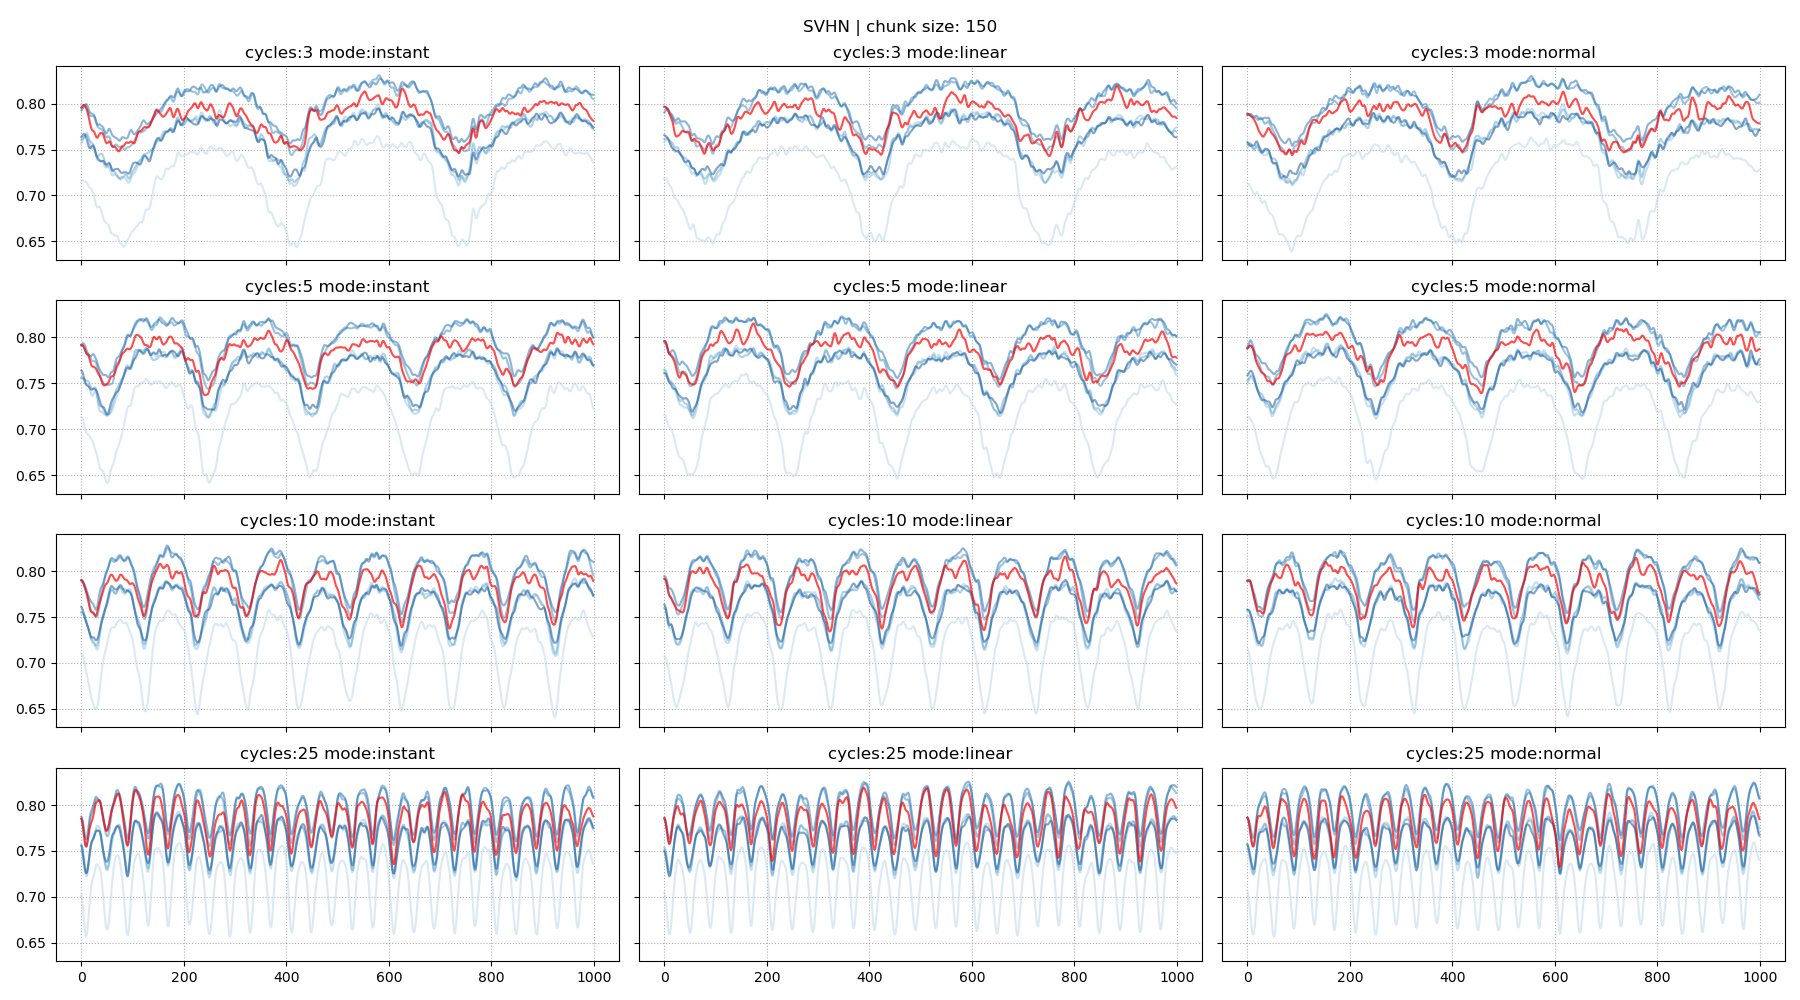 SVHN | chunk size: 150
cycles:3 mode:instant
cycles:3 mode:linear
cycles:3 mode:normal
0.80
0.75
0.70
0.65
cycles:5 mode:instant
cycles:5 mode:linear
cycles:5 mode:normal
0.80
0.75
0.70
0.65
cycles:10 mode:instant
cycles:10 mode:linear
cycles:10 mode:normal
0.80
0.75
0.70
0.65
cycles:25 mode:instant
cycles:25 mode:linear
cycles:25 mode:normal
0.80
0.75
0.70
0.65
0 200 400 600 800 1000
0 200 400 600 800 1000
0 200 400 600 800 1000